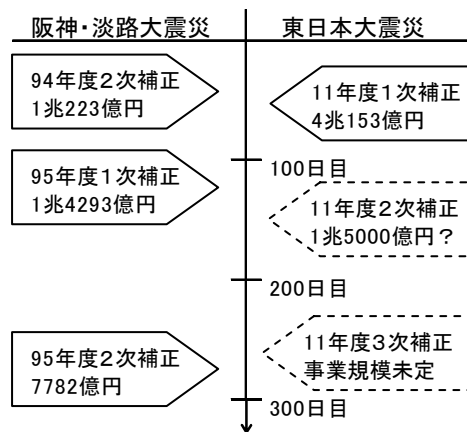 阪神・淡路大震災
東日本大震災
94年度２次補正
1兆223億円
11年度１次補正
4兆153億円
100日目
95年度１次補正
1兆4293億円
11年度２次補正
1兆5000億円？
200日目
95年度２次補正
7782億円
11年度３次補正
事業規模未定
300日目